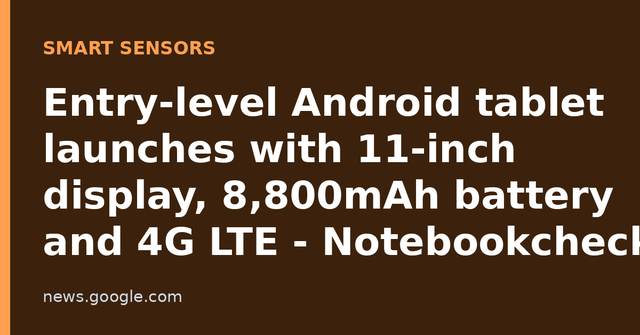 SMART SENSORS
Entry-level Android tablet
launches with 11-inch
display, 8,800mAh battery
and 4G LTE - Notebookcheck
news.google.com